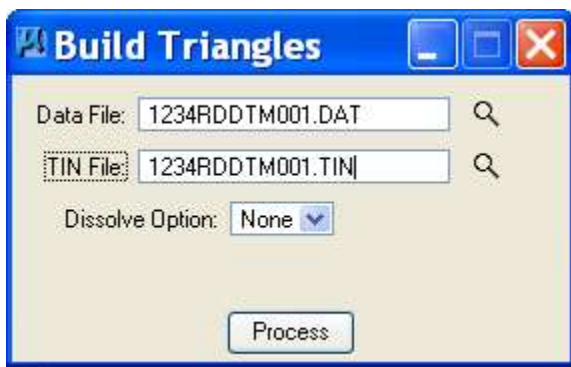 Build Triangles
Data File: 1234RDDTM001.DAT
TIN File: 1234RDDTM001.TIN
Dissolve Option: None
Process